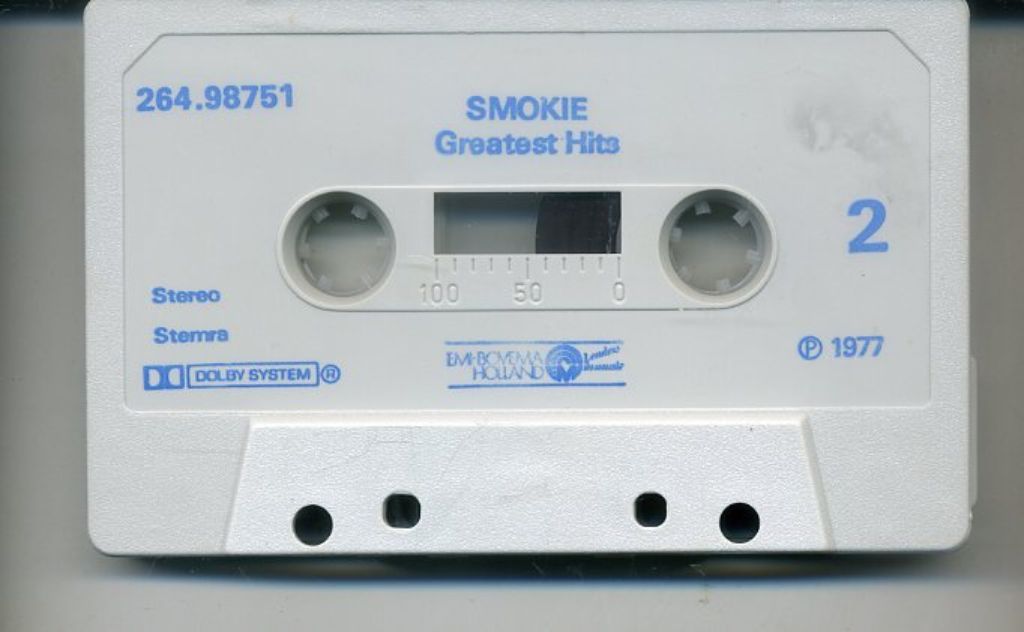 264.98751
SMOKIE
Greatest Hits
2
100 50 0
Stereo
Stemra
DOLBY SYSTEM ®
EMI-BOVEMA
HOLLAND
℗ 1977